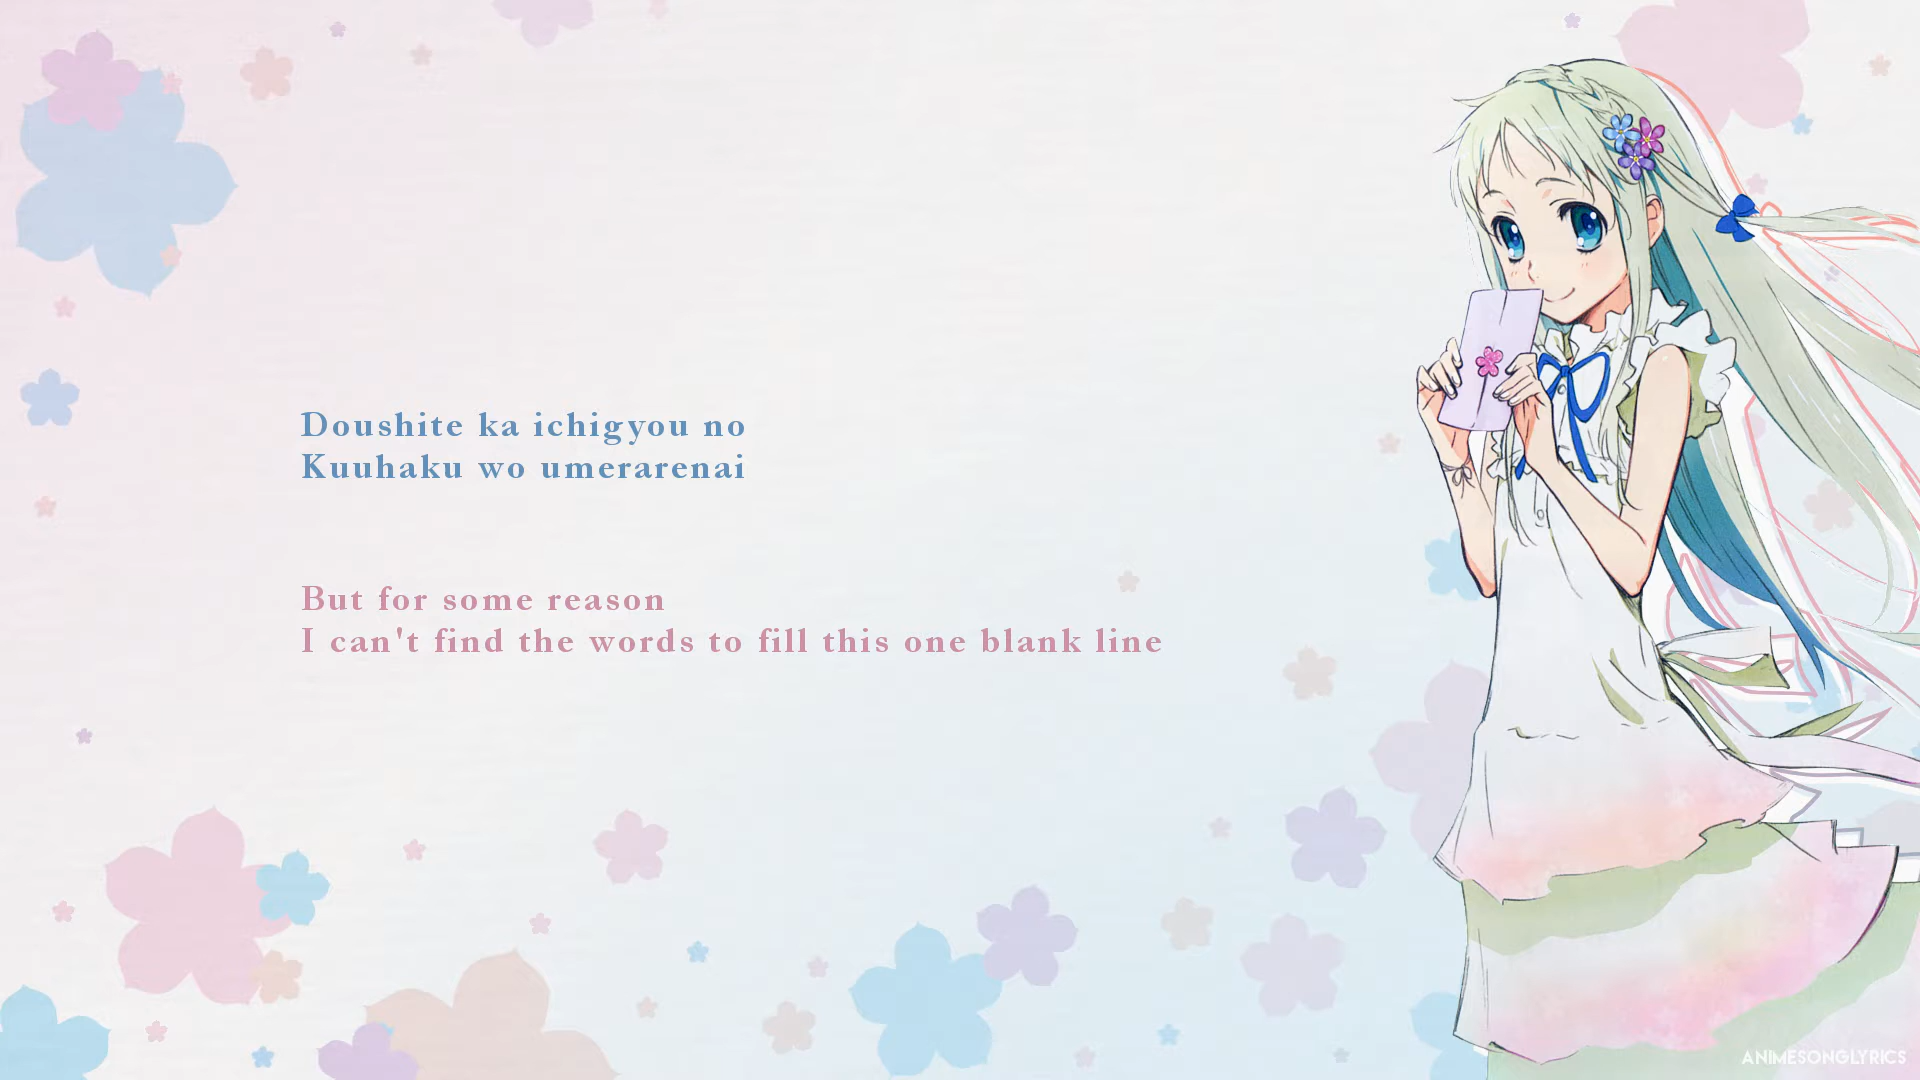 Doushite ka ichigyou no
Kuuhaku wo umerarenai
But for some reason
I can't find the words to fill this one blank line
ANIMESONGLYRICS